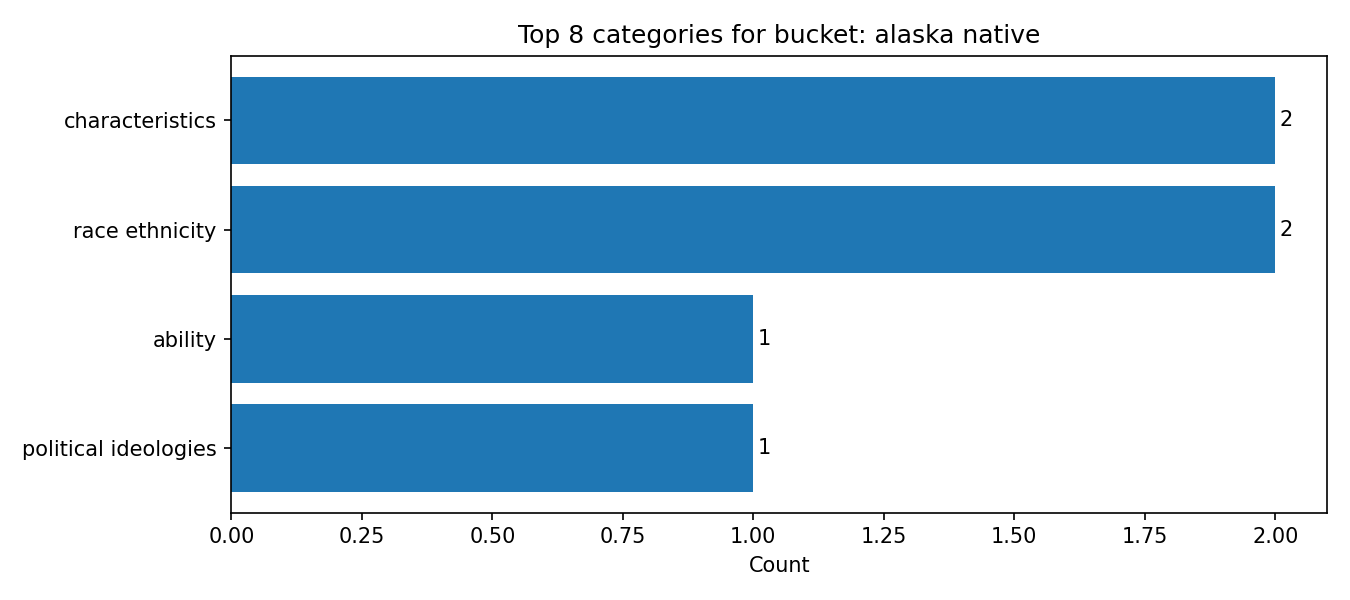 Top 8 categories for bucket: alaska native
characteristics
2
race ethnicity
2
ability
1
political ideologies
1
0.00 0.25 0.50 0.75 1.00 1.25 1.50 1.75 2.00
Count